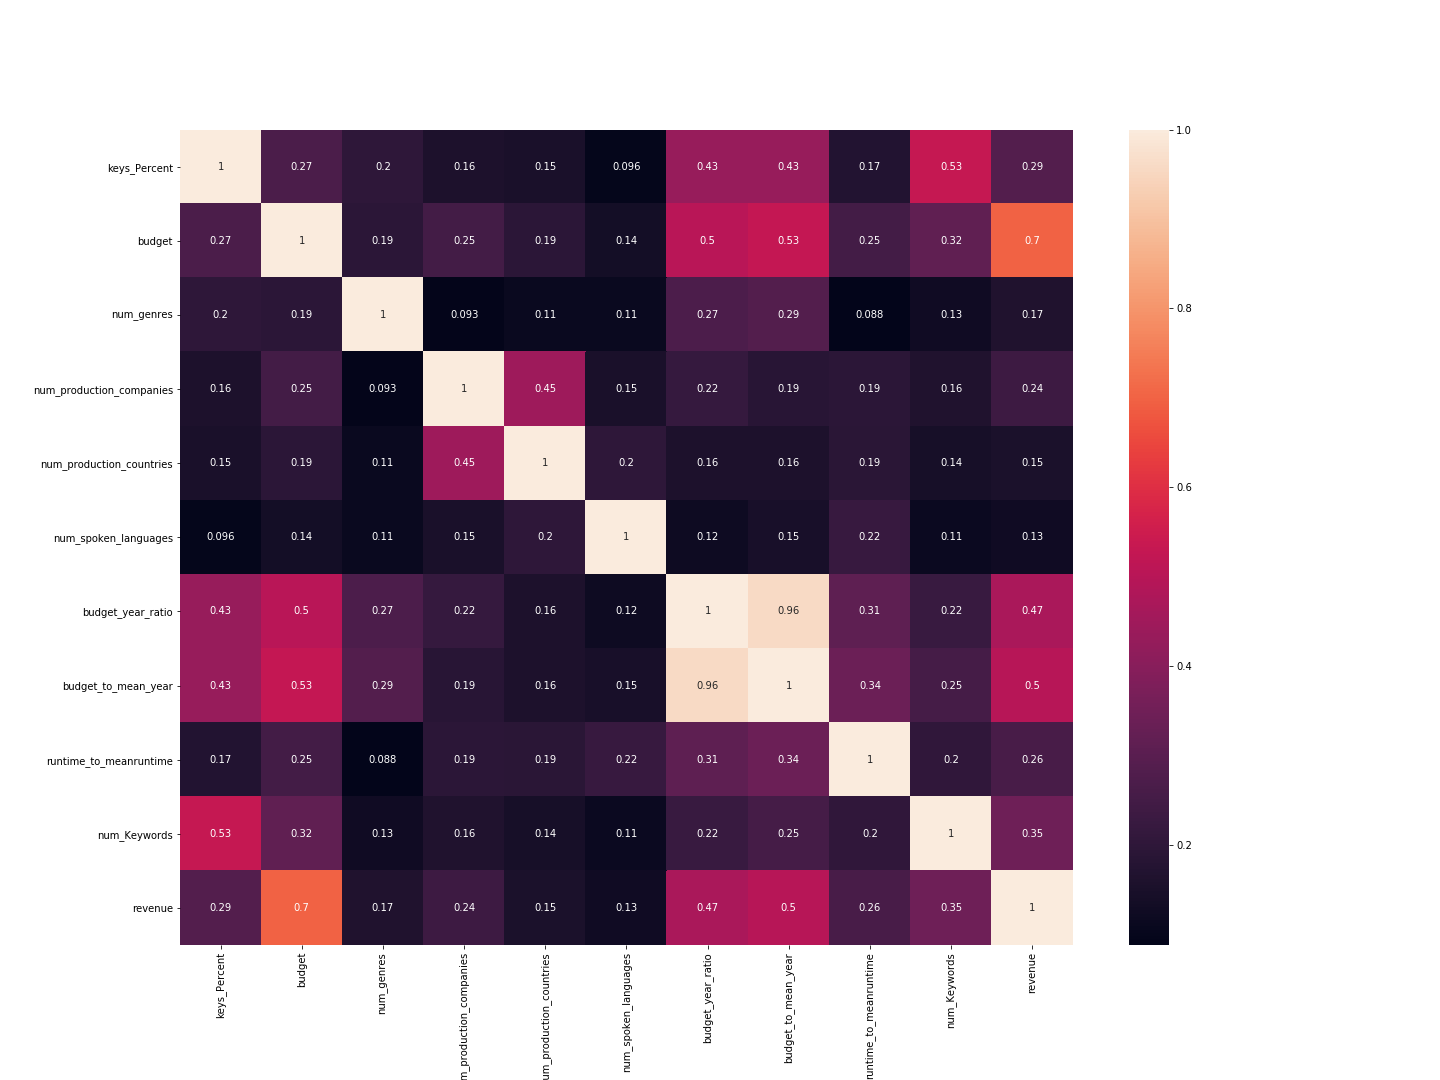 keys_Percent 1 0.27 0.2 0.16 0.15 0.096 0.43 0.43 0.17 0.53 0.29
budget 0.27 1 0.19 0.25 0.19 0.14 0.5 0.53 0.25 0.32 0.7
num_genres 0.2 0.19 1 0.093 0.11 0.11 0.27 0.29 0.088 0.13 0.17
num_production_companies 0.16 0.25 0.093 1 0.45 0.15 0.22 0.19 0.19 0.16 0.24
num_production_countries 0.15 0.19 0.11 0.45 1 0.2 0.16 0.16 0.19 0.14 0.15
num_spoken_languages 0.096 0.14 0.11 0.15 0.2 1 0.12 0.15 0.22 0.11 0.13
budget_year_ratio 0.43 0.5 0.27 0.22 0.16 0.12 1 0.96 0.31 0.22 0.47
budget_to_mean_year 0.43 0.53 0.29 0.19 0.16 0.15 0.96 1 0.34 0.25 0.5
runtime_to_meanruntime 0.17 0.25 0.088 0.19 0.19 0.22 0.31 0.34 1 0.2 0.26
num_Keywords 0.53 0.32 0.13 0.16 0.14 0.11 0.22 0.25 0.2 1 0.35
revenue 0.29 0.7 0.17 0.24 0.15 0.13 0.47 0.5 0.26 0.35 1
keys_Percent
budget
num_genres
m_production_companies
um_production_countries
num_spoken_languages
budget_year_ratio
budget_to_mean_year
runtime_to_meanruntime
num_Keywords
revenue
1.0
0.8
0.6
0.4
0.2